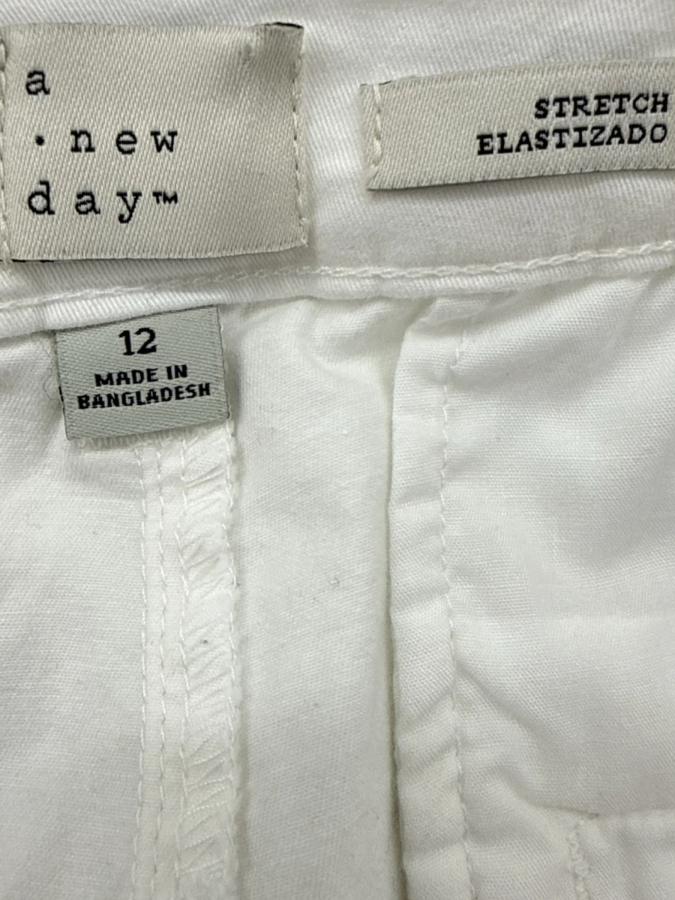 a
· new
day™
STRETCH
ELASTIZADO
12
MADE IN
BANGLADESH